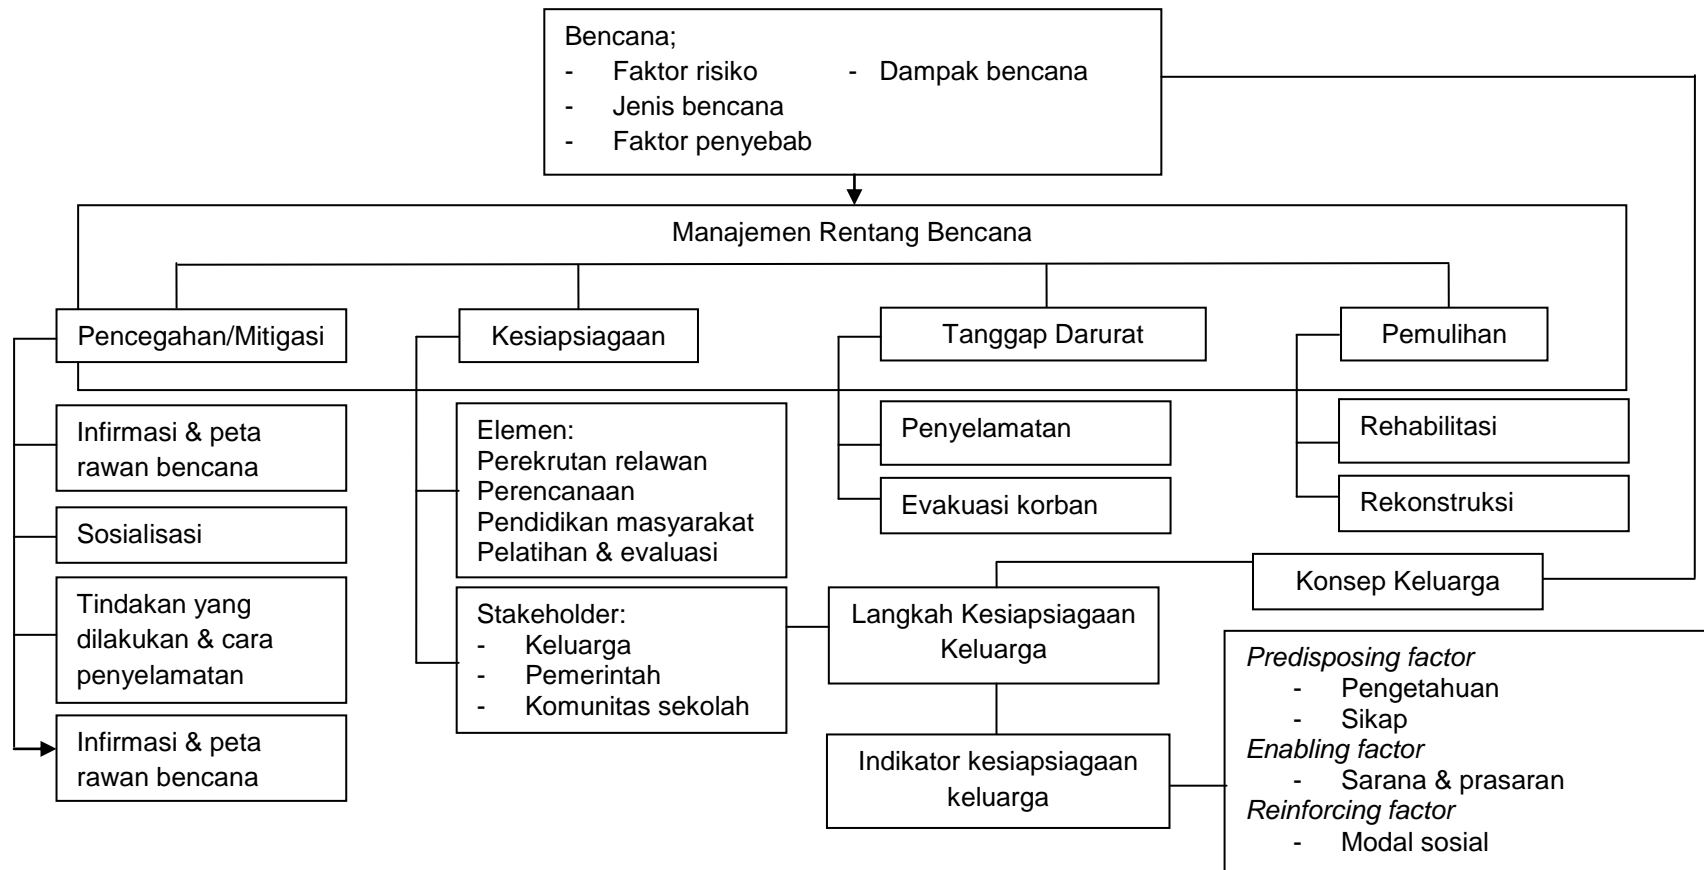 Bencana;
- Faktor risiko - Dampak bencana
- Jenis bencana
- Faktor penyebab
Manajemen Rentang Bencana
Pencegahan/Mitigasi
Kesiapsiagaan
Tanggap Darurat
Pemulihan
Infirmasi & peta
rawan bencana
Sosialisasi
Tindakan yang
dilakukan & cara
penyelamatan
Infirmasi & peta
rawan bencana
Elemen:
Perekrutan relawan
Perencanaan
Pendidikan masyarakat
Pelatihan & evaluasi
Stakeholder:
- Keluarga
- Pemerintah
- Komunitas sekolah
Penyelamatan
Evakuasi korban
Rehabilitasi
Rekonstruksi
Konsep Keluarga
Langkah Kesiapsiagaan
Keluarga
Indikator kesiapsiagaan
keluarga
Predisposing factor
- Pengetahuan
- Sikap
Enabling factor
- Sarana & prasaran
Reinforcing factor
- Modal sosial